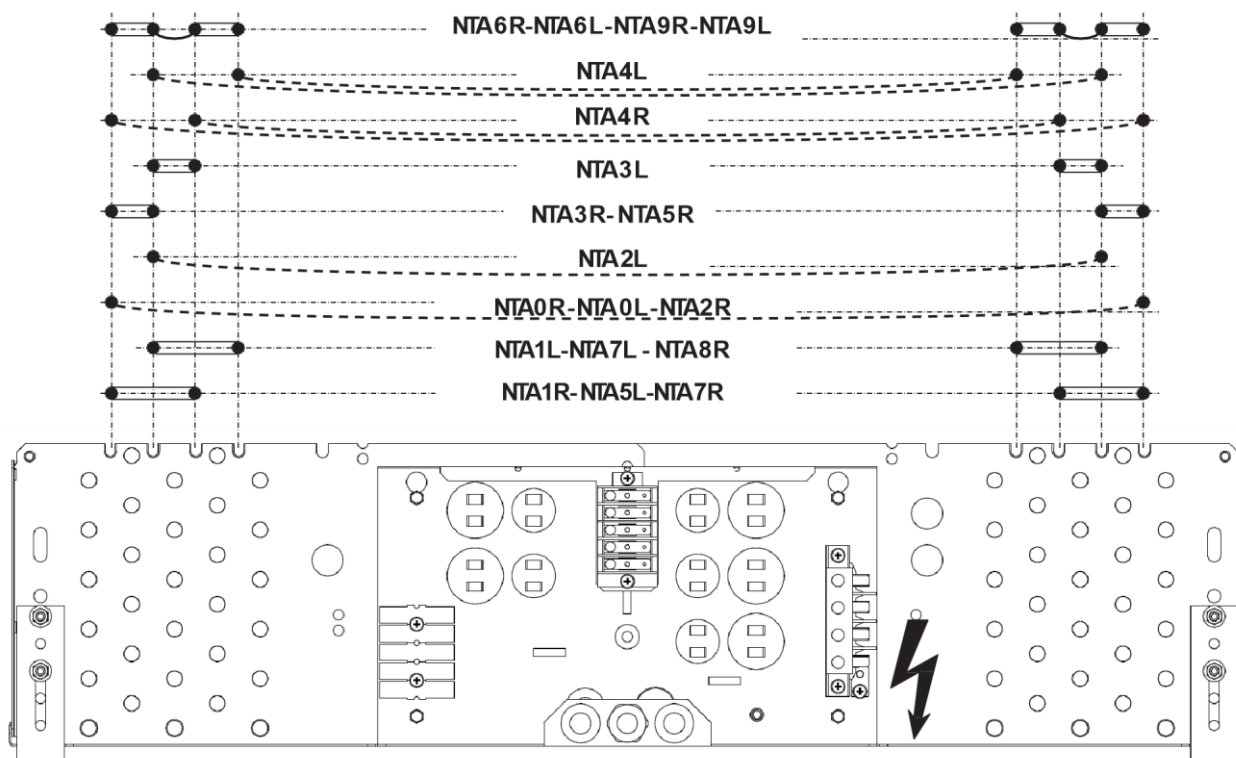 NTA6R-NTA6L-NTA9R-NTA9L
NTA4L
NTA4R
NTA3L
NTA3R-NTA5R
NTA2L
NTA0R-NTA0L-NTA2R
NTA1L-NTA7L -NTA8R
NTA1R-NTA5L-NTA7R